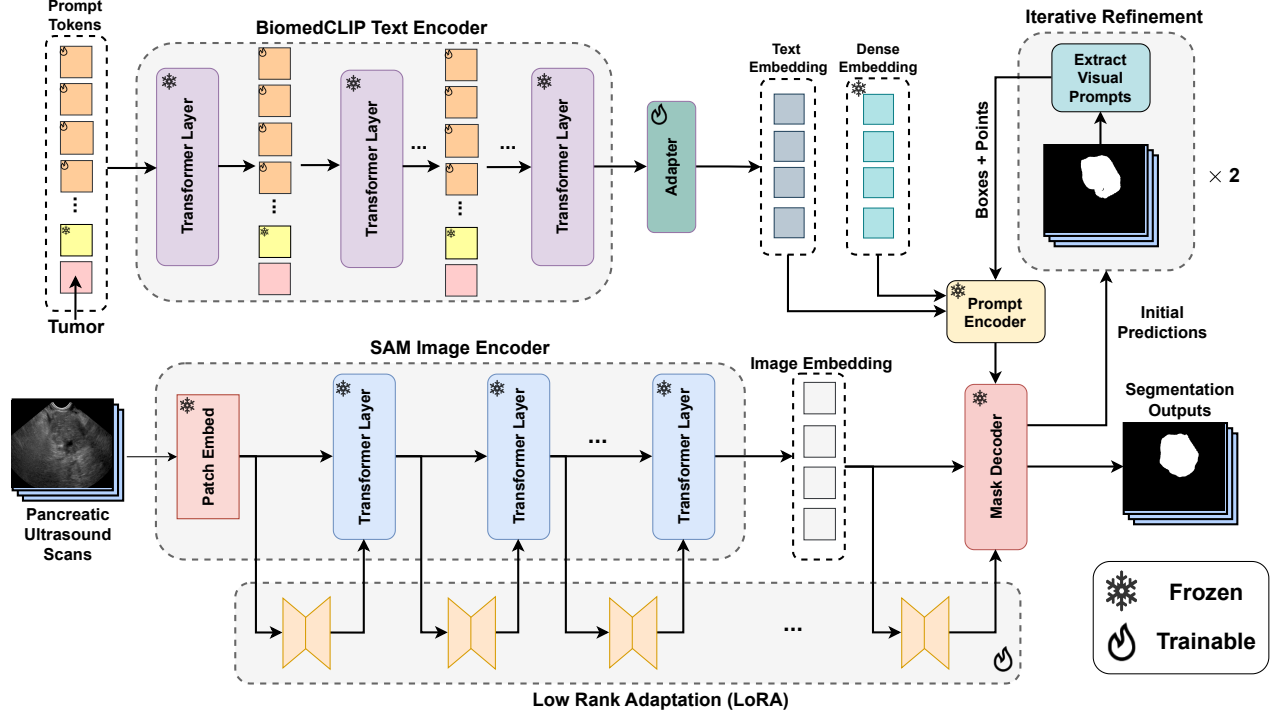 Prompt
Tokens
BiomedCLIP Text Encoder
Transformer Layer
Transformer Layer
...
...
Transformer Layer
...
...
...
Tumor
Adapter
Text
Embedding
Dense
Embedding
Boxes + Points
Iterative Refinement
Extract
Visual
Prompts
× 2
Prompt
Encoder
Initial
Predictions
SAM Image Encoder
Patch Embed
Transformer Layer
Transformer Layer
...
Transformer Layer
Image Embedding
Mask Decoder
Segmentation
Outputs
Pancreatic
Ultrasound
Scans
...
Low Rank Adaptation (LoRA)
Frozen
Trainable